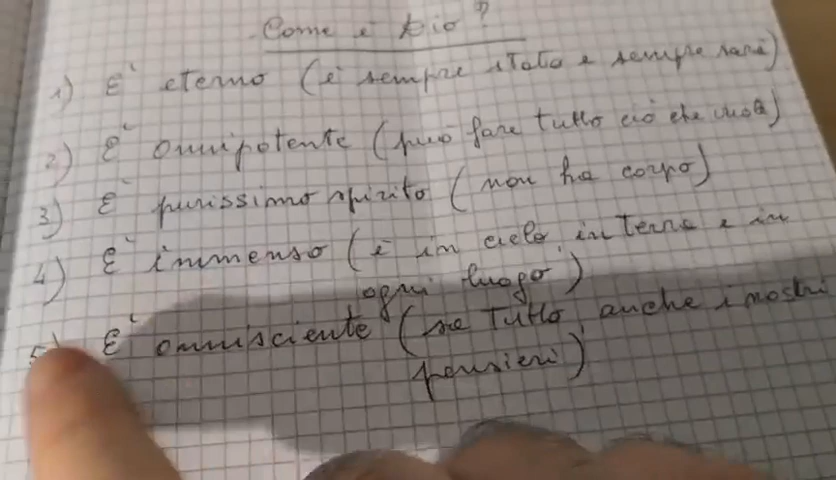 Come è Dio?
1) E' eterno (è sempre stato e sempre sarà)
2) E' onnipotente (può fare tutto ciò che vuole)
3) E' purissimo spirito (non ha corpo)
4) E' immenso (è in cielo, in terra e in
ogni luogo)
5) E' onnisciente (sa tutto, anche i nostri
pensieri)